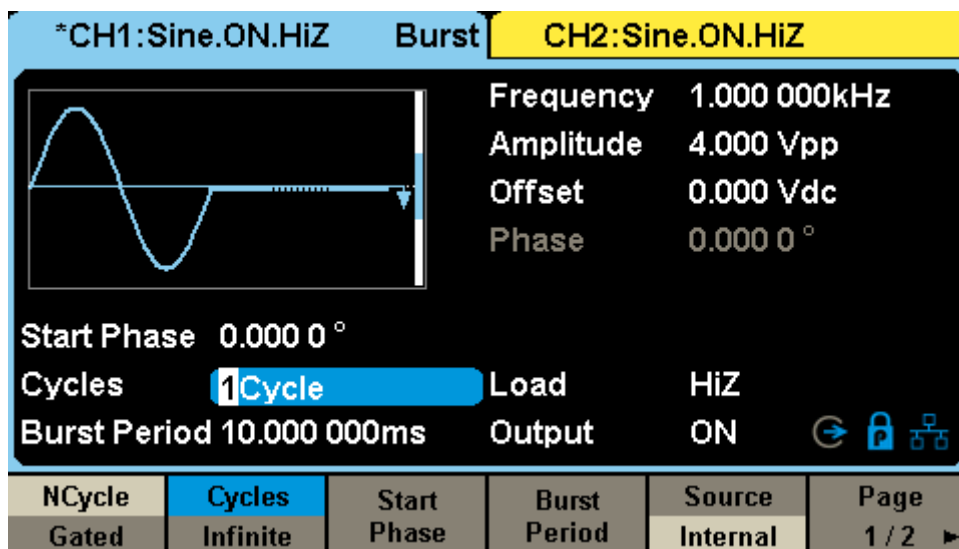 *CH1:Sine.ON.HiZ Burst CH2:Sine.ON.HiZ
Frequency 1.000 000kHz
Amplitude 4.000 Vpp
Offset 0.000 Vdc
Phase 0.000 0 °
Start Phase 0.000 0 °
Cycles 1Cycle Load HiZ
Burst Period 10.000 000ms Output ON P
NCycle Cycles Start Burst Source Page
Gated Infinite Phase Period Internal 1 / 2 ►